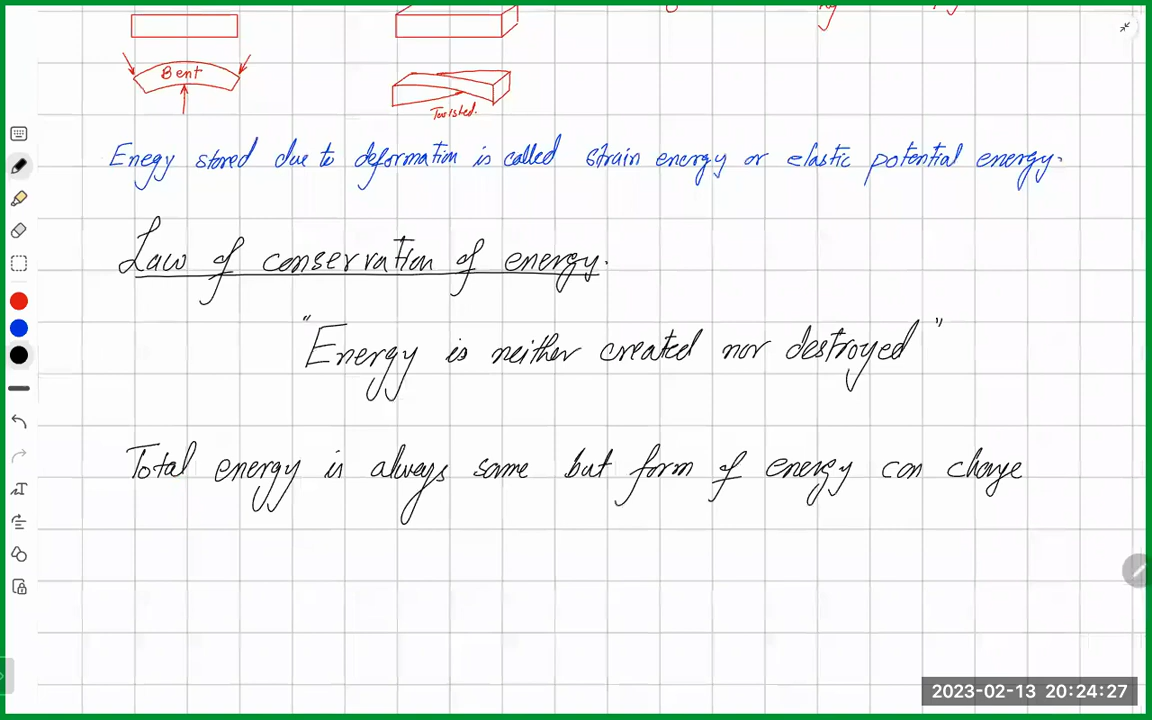 Bent
Twisted.
Enegy stored due to deformation is called strain energy or elastic potential energy.
Law of conservation of energy.
"Energy is neither created nor destroyed"
Total energy is always same but form of energy can change
2023-02-13 20:24:27